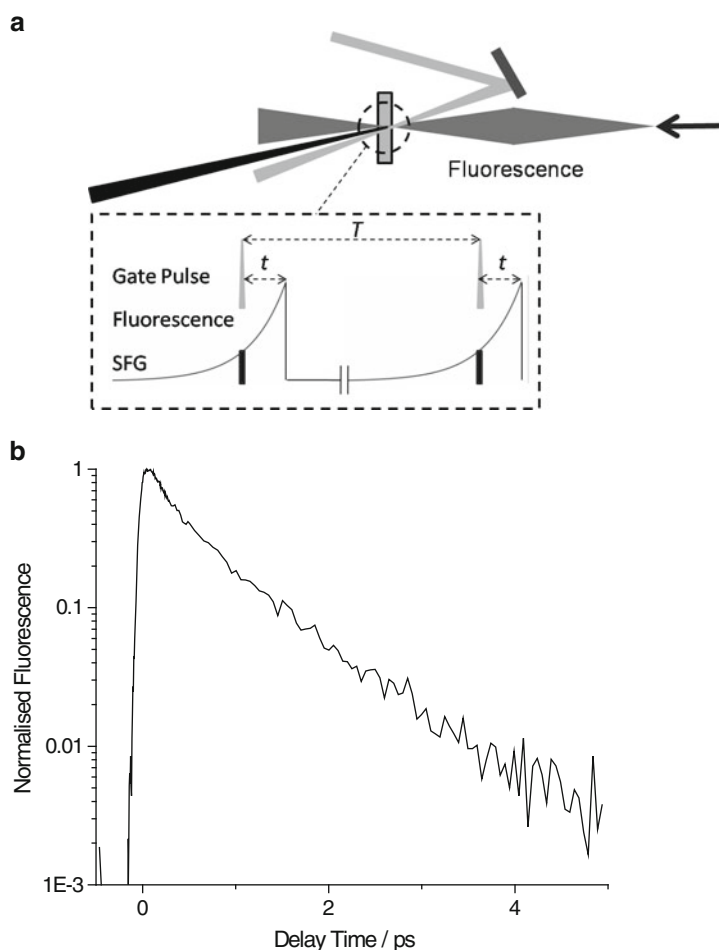 a
Fluorescence
T
Gate Pulse
t
t
Fluorescence
SFG
b
1
0.1
0.01
1E-3
Normalised Fluorescence
0
2
4
Delay Time / ps